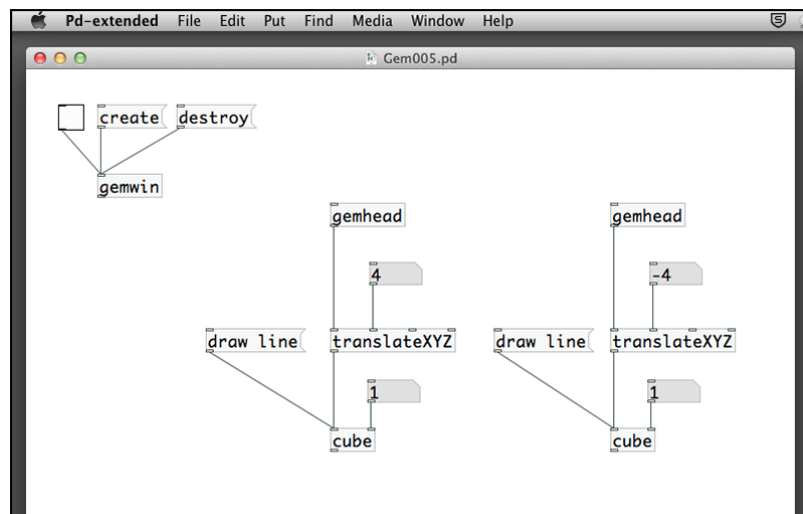 Pd-extended File Edit Put Find Media Window Help
Gem005.pd
create destroy
gemwin
gemhead gemhead
4 -4
draw line translateXYZ draw line translateXYZ
1 1
cube cube